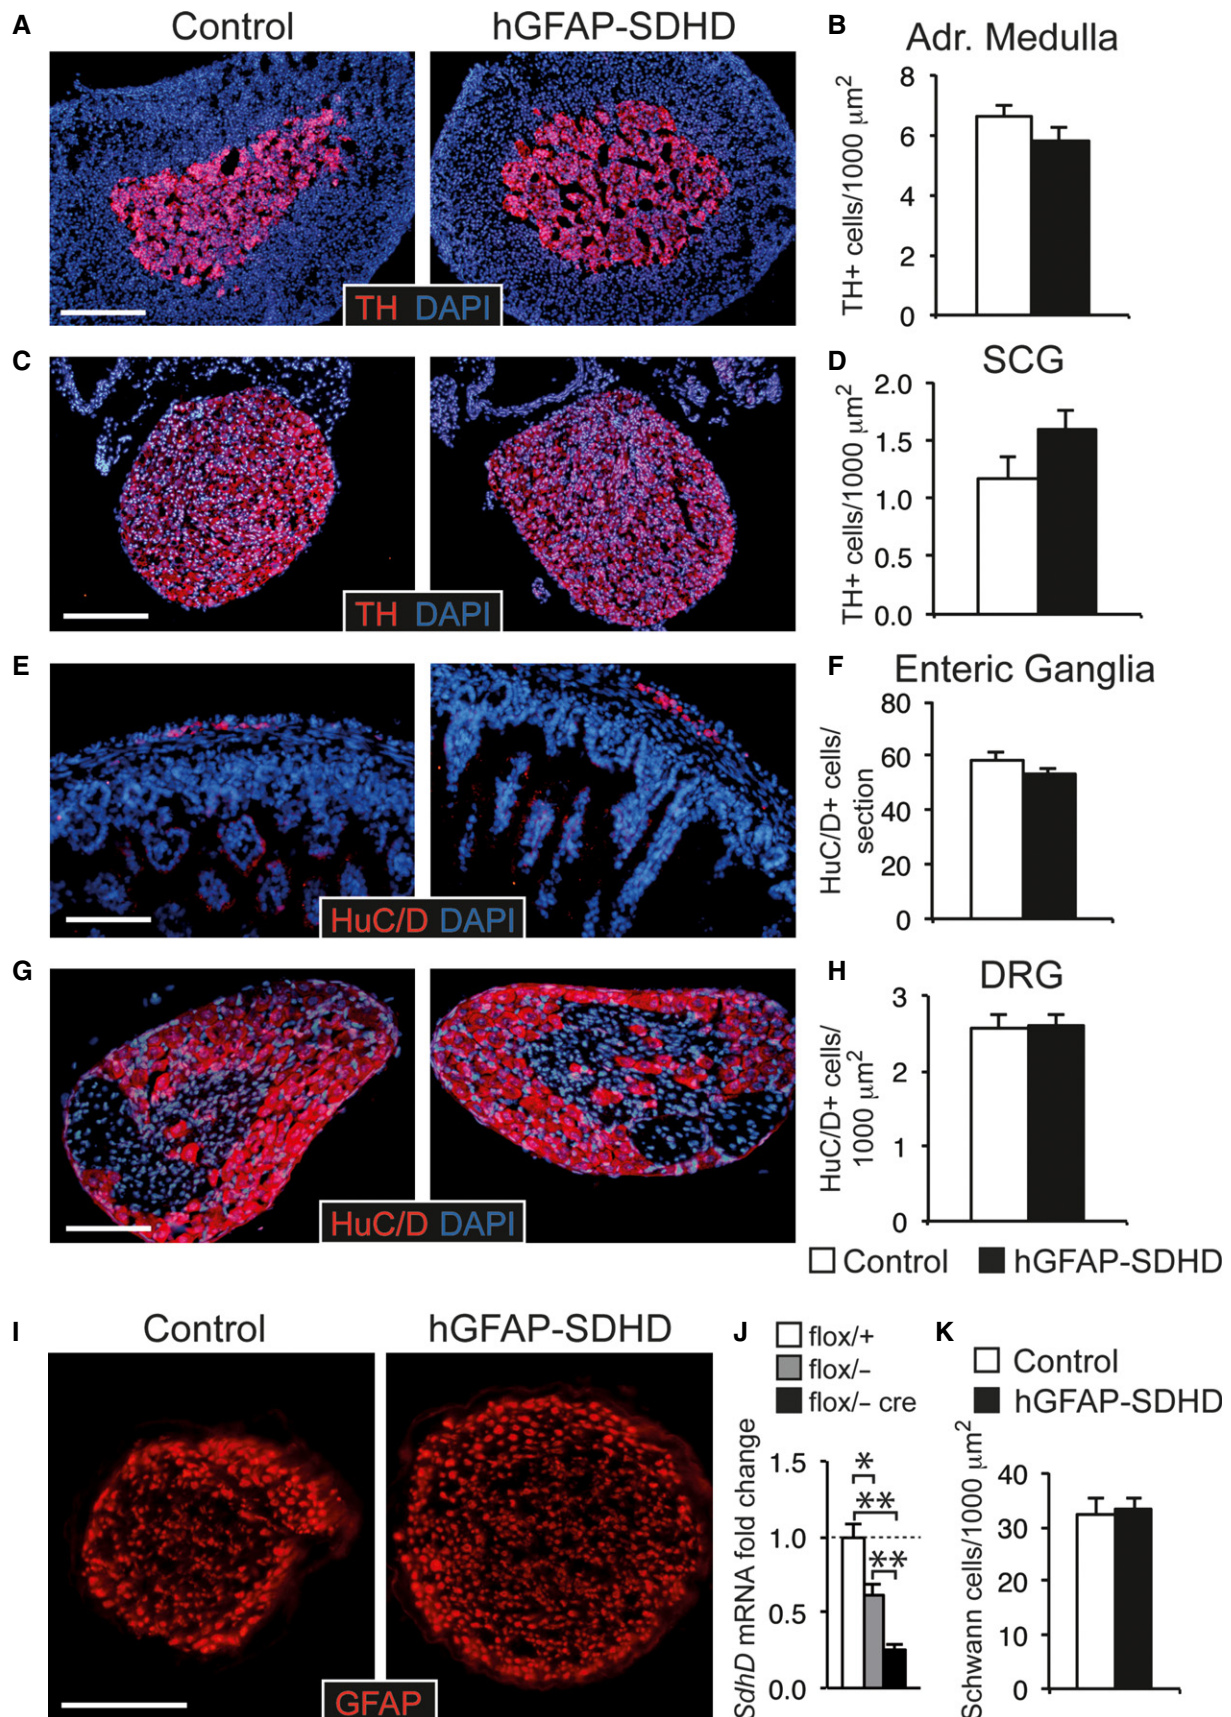 A
Control
hGFAP-SDHD
TH DAPI
B
Adr. Medulla
TH+ cells/1000 µm²
8
6
4
2
0
C
TH DAPI
D
SCG
TH+ cells/1000 µm²
2.0
1.5
1.0
0.5
0.0
E
HuC/D DAPI
F
Enteric Ganglia
HuC/D+ cells/
section
80
60
40
20
0
G
HuC/D DAPI
H
DRG
HuC/D+ cells/
1000 µm²
3
2
1
0
Control
hGFAP-SDHD
I
Control
hGFAP-SDHD
GFAP
J
flox/+
flox/–
flox/– cre
SdhD mRNA fold change
1.5
1.0
0.5
0.0
*
**
**
K
Control
hGFAP-SDHD
Schwann cells/1000 µm²
40
30
20
10
0